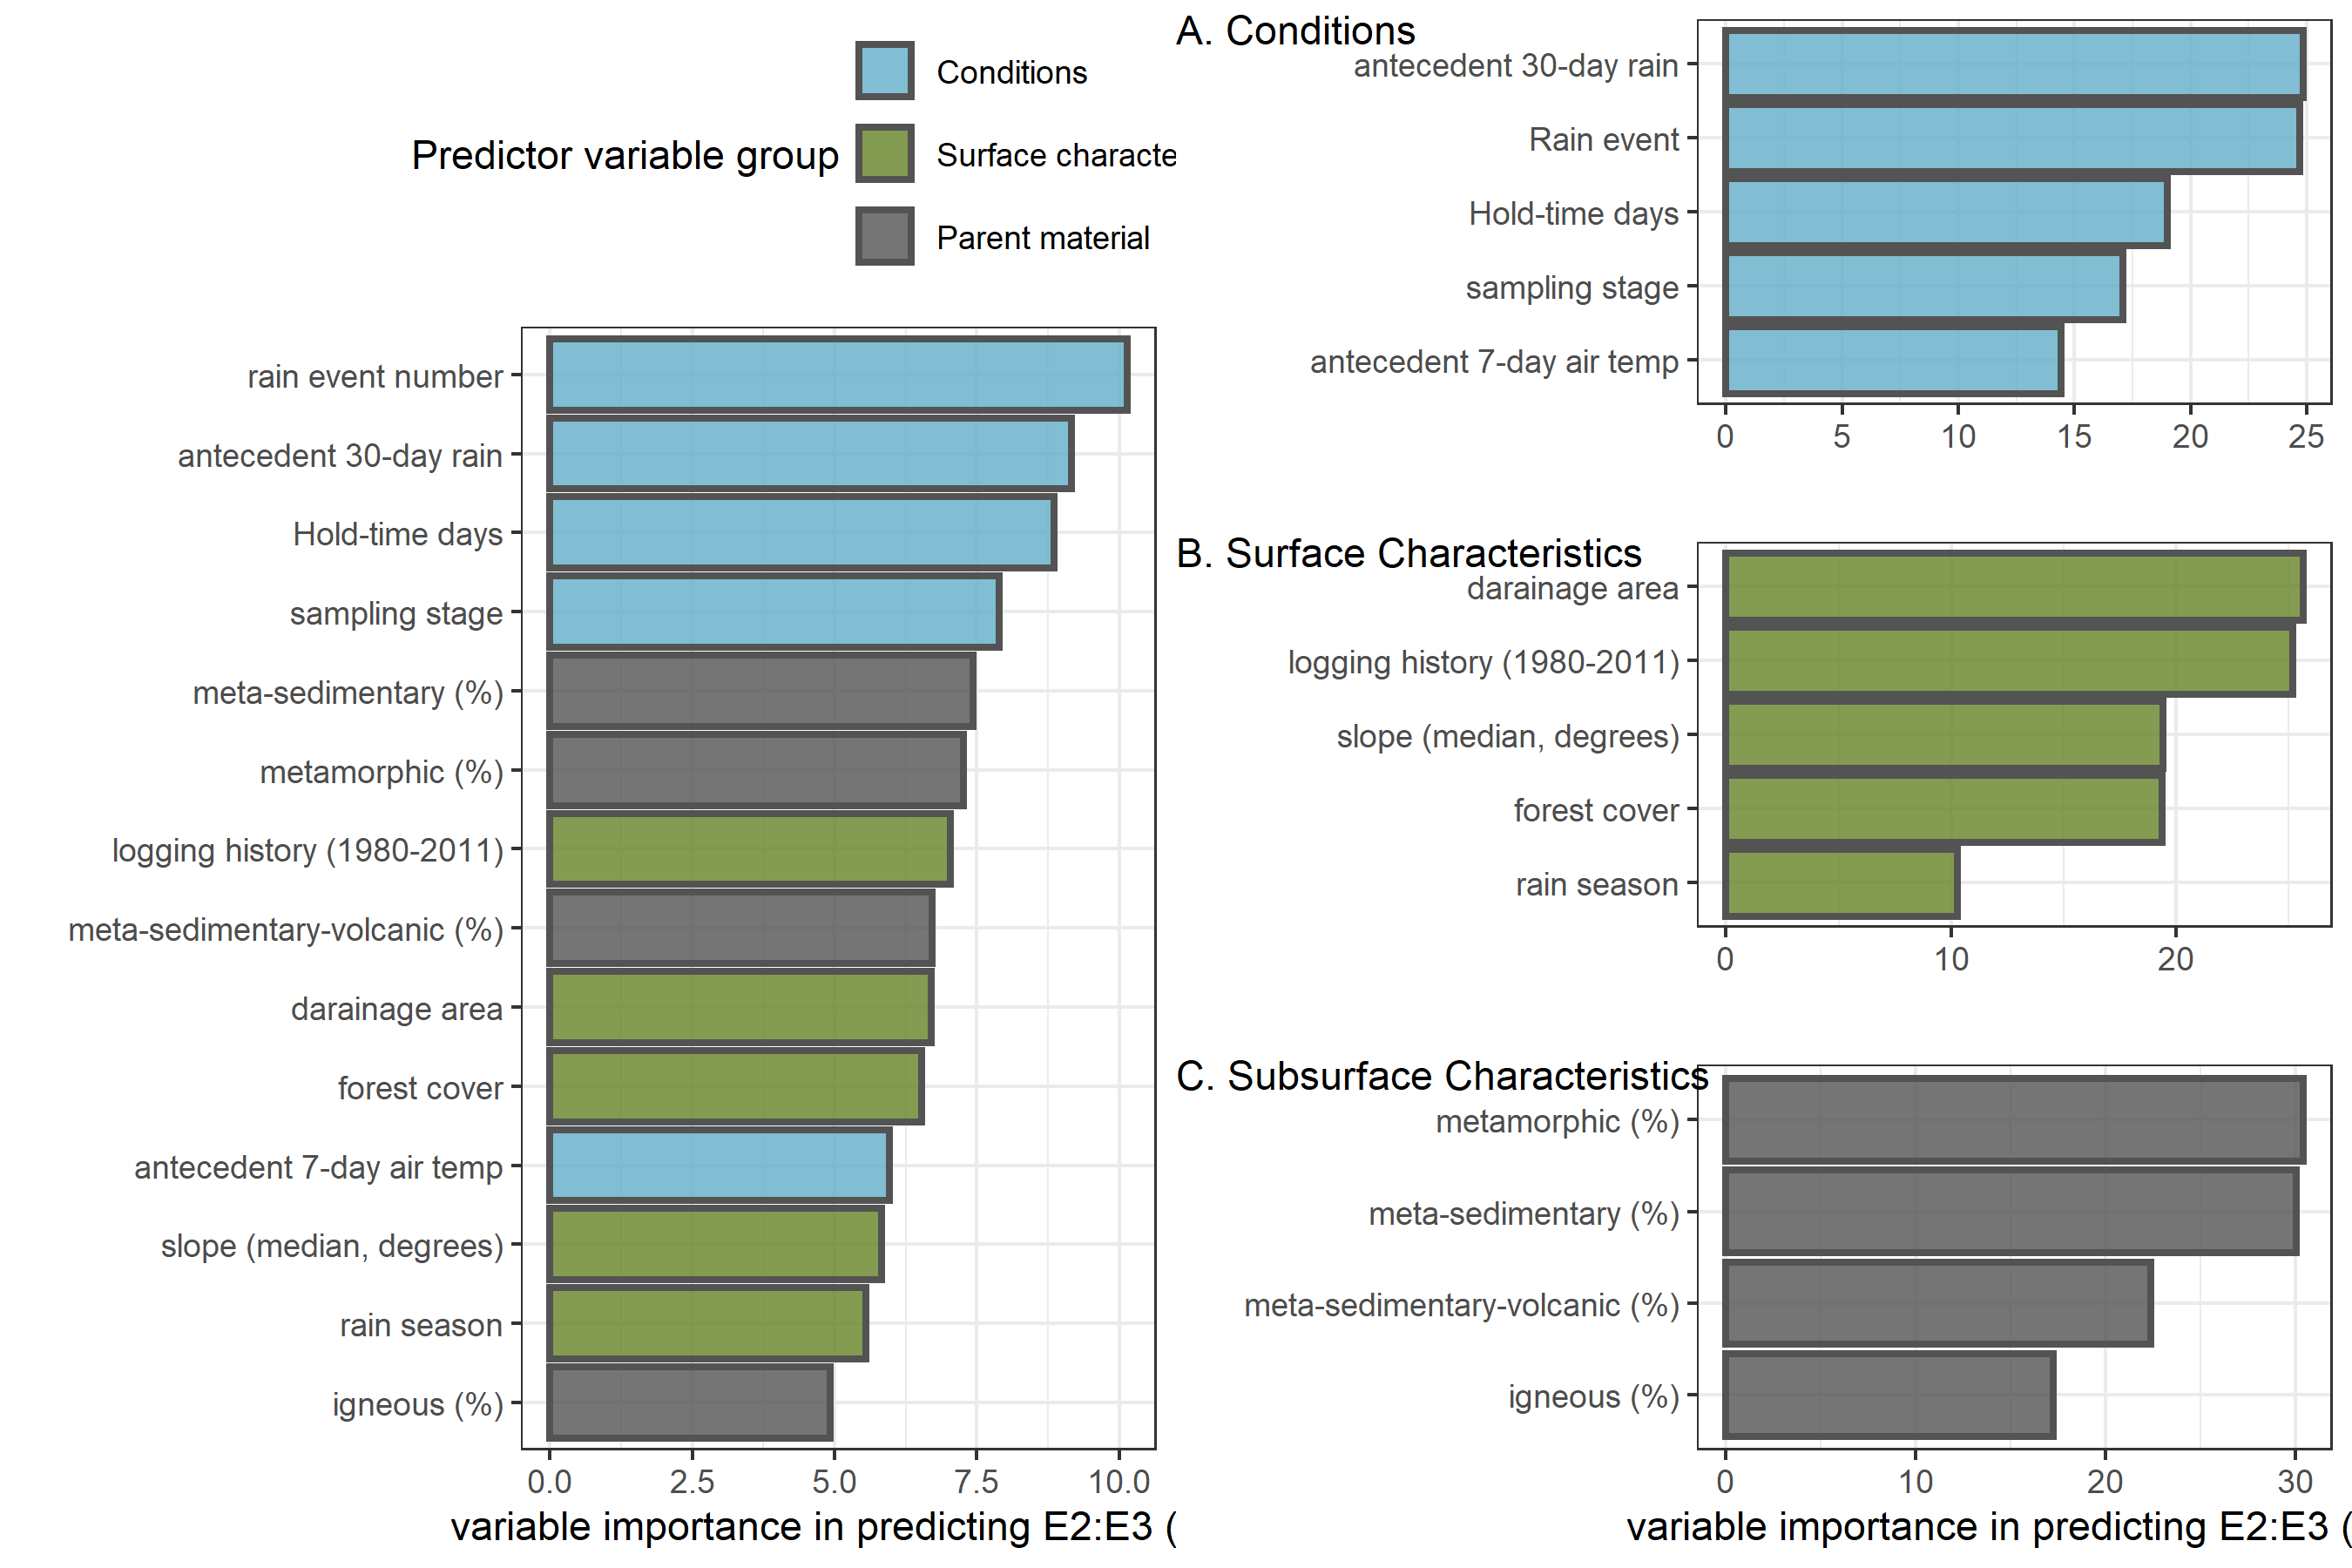 Predictor variable group
Conditions
Surface characte
Parent material
rain event number
antecedent 30-day rain
Hold-time days
sampling stage
meta-sedimentary (%)
metamorphic (%)
logging history (1980-2011)
meta-sedimentary-volcanic (%)
darainage area
forest cover
antecedent 7-day air temp
slope (median, degrees)
rain season
igneous (%)
0.0 2.5 5.0 7.5 10.0
variable importance in predicting E2:E3 (
A. Conditions
antecedent 30-day rain
Rain event
Hold-time days
sampling stage
antecedent 7-day air temp
0 5 10 15 20 25
B. Surface Characteristics
darainage area
logging history (1980-2011)
slope (median, degrees)
forest cover
rain season
0 10 20
C. Subsurface Characteristics
metamorphic (%)
meta-sedimentary (%)
meta-sedimentary-volcanic (%)
igneous (%)
0 10 20 30
variable importance in predicting E2:E3 (